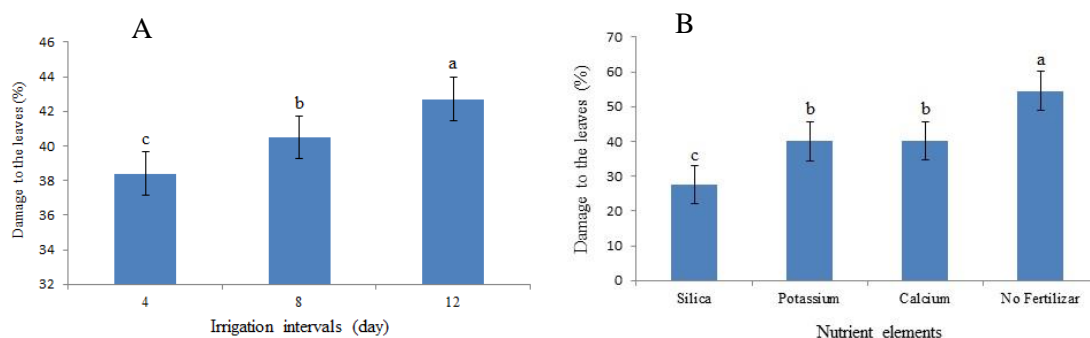 A
Damage to the leaves (%)
46
44
42
40
38
36
34
32
c
b
a
4
8
12
Irrigation intervals (day)
B
Damage to the leaves (%)
70
60
50
40
30
20
10
0
c
b
b
a
Silica
Potassium
Calcium
No Fertilizar
Nutrient elements